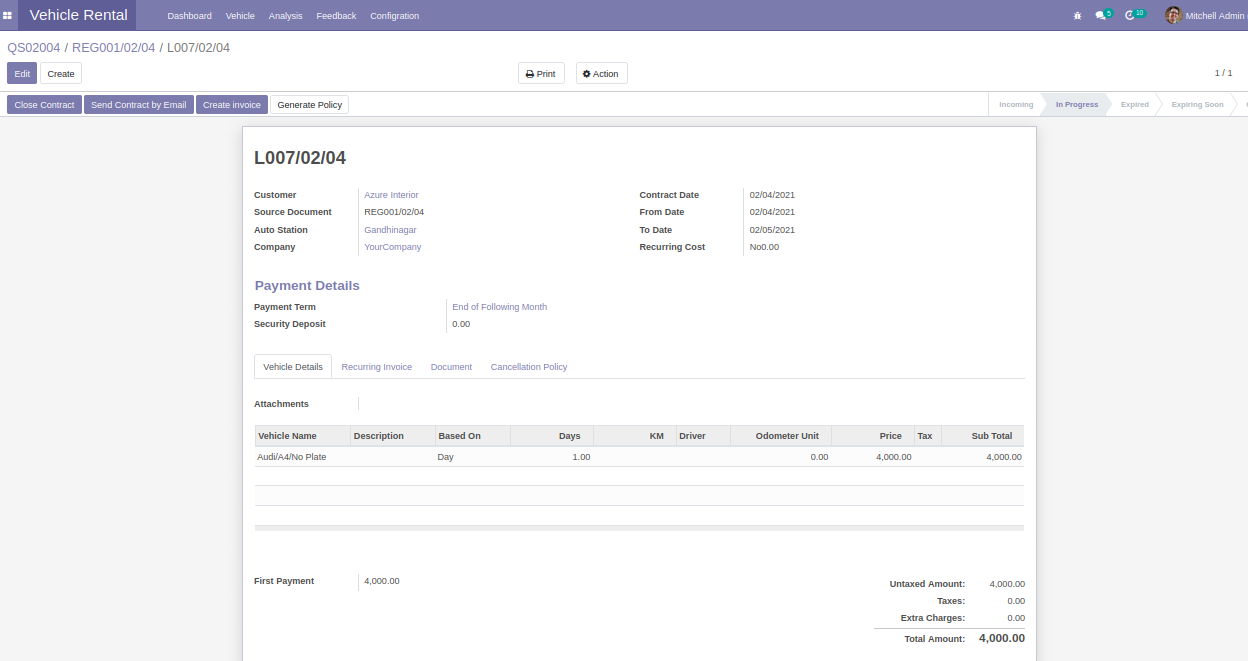 Vehicle Rental Dashboard Vehicle Analysis Feedback Configration 5 10 Mitchell Admin
QS02004 / REG001/02/04 / L007/02/04
Edit Create Print Action 1 / 1
Close Contract Send Contract by Email Create invoice Generate Policy Incoming In Progress Expired Expiring Soon
L007/02/04
Customer Azure Interior Contract Date 02/04/2021
Source Document REG001/02/04 From Date 02/04/2021
Auto Station Gandhinagar To Date 02/05/2021
Company YourCompany Recurring Cost No0.00
Payment Details
Payment Term End of Following Month
Security Deposit 0.00
Vehicle Details Recurring Invoice Document Cancellation Policy
Attachments
Vehicle Name Description Based On Days KM Driver Odometer Unit Price Tax Sub Total
Audi/A4/No Plate Day 1.00 0.00 4,000.00 4,000.00
First Payment 4,000.00 Untaxed Amount: 4,000.00
Taxes: 0.00
Extra Charges: 0.00
Total Amount: 4,000.00